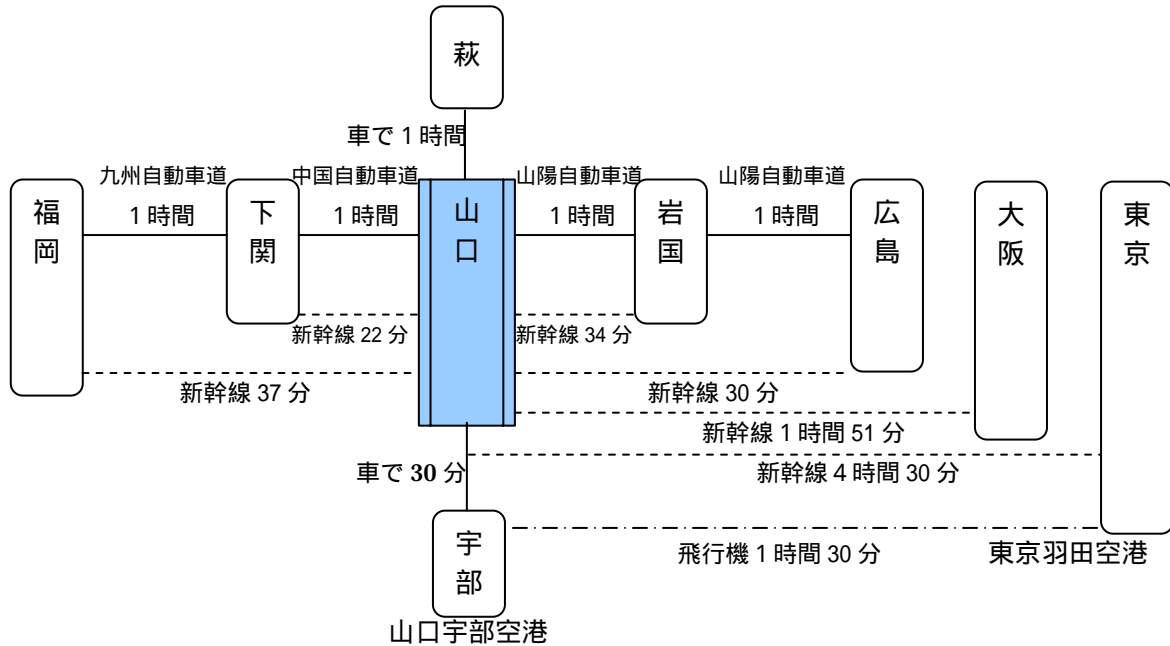 萩
車で 1 時間
九州自動車道
中国自動車道
山陽自動車道
山陽自動車道
福岡
1 時間
下関
1 時間
山口
1 時間
岩国
1 時間
広島
大阪
東京
新幹線 22 分
新幹線 34 分
新幹線 37 分
新幹線 30 分
新幹線 1 時間 51 分
車で 30 分
新幹線 4 時間 30 分
宇部
飛行機 1 時間 30 分
東京羽田空港
山口宇部空港